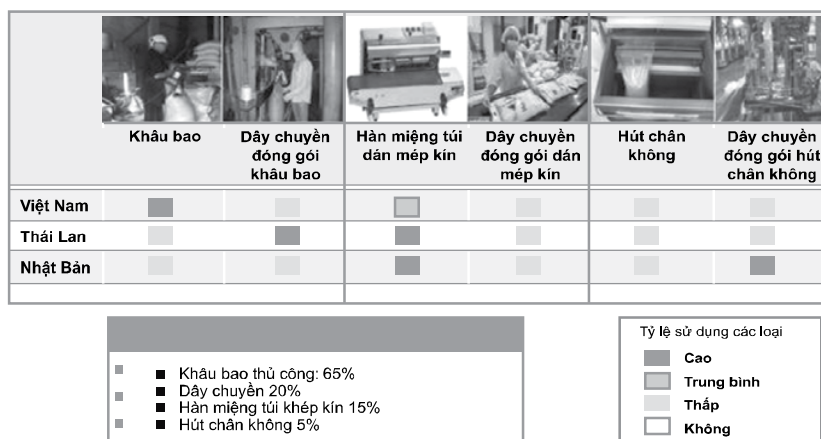 Khâu bao
Dây chuyền
đóng gói
khâu bao
Hàn miệng túi
dán mép kín
Dây chuyền
đóng gói dán
mép kín
Hút chân
không
Dây chuyền
đóng gói hút
chân không
Việt Nam
Thái Lan
Nhật Bản
Khâu bao thủ công: 65%
Dây chuyền 20%
Hàn miệng túi khép kín 15%
Hút chân không 5%
Tỷ lệ sử dụng các loại
Cao
Trung bình
Thấp
Không